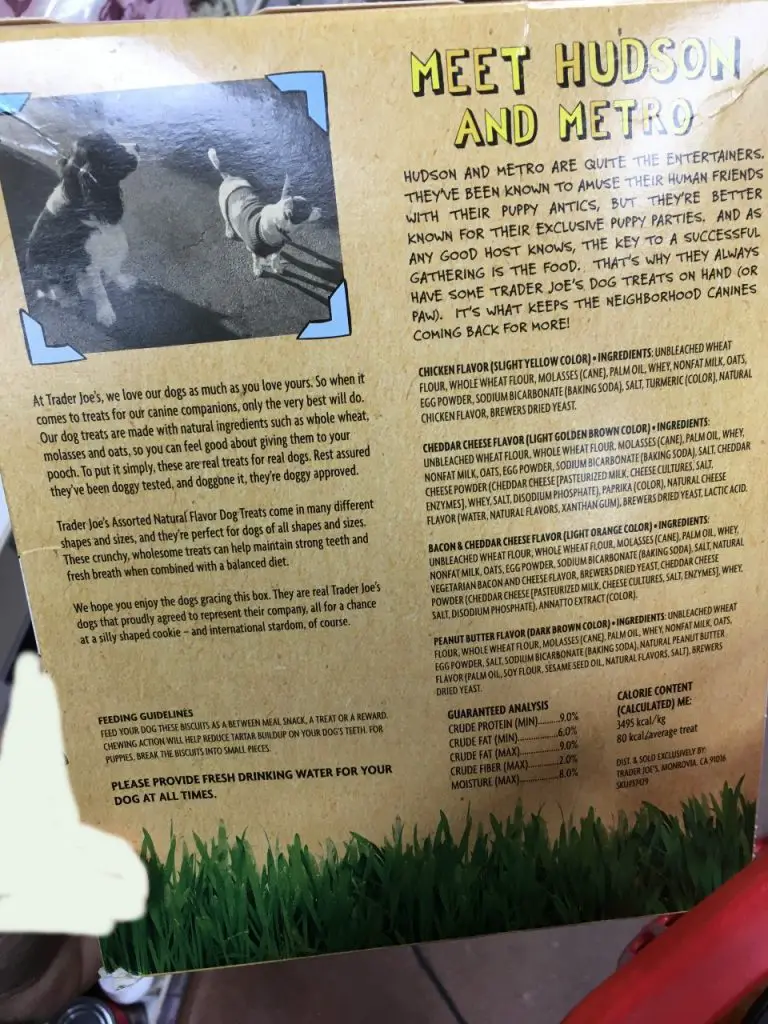 MEET HUDSON
AND METRO
HUDSON AND METRO ARE QUITE THE ENTERTAINERS.
THEY'VE BEEN KNOWN TO AMUSE THEIR HUMAN FRIENDS
WITH THEIR PUPPY ANTICS, BUT THEY'RE BETTER
KNOWN FOR THEIR EXCLUSIVE PUPPY PARTIES. AND AS
ANY GOOD HOST KNOWS, THE KEY TO A SUCCESSFUL
GATHERING IS THE FOOD. THAT'S WHY THEY ALWAYS
HAVE SOME TRADER JOE'S DOG TREATS ON HAND (OR
PAW). IT'S WHAT KEEPS THE NEIGHBORHOOD CANINES
COMING BACK FOR MORE!
At Trader Joe's, we love our dogs as much as you love yours. So when it
comes to treats for our canine companions, only the very best will do.
Our dog treats are made with natural ingredients such as whole wheat,
molasses and oats, so you can feel good about giving them to your
pooch. To put it simply, these are real treats for real dogs. Rest assured
they've been doggy tested, and doggone it, they're doggy approved.
Trader Joe's Assorted Natural Flavor Dog Treats come in many different
shapes and sizes, and they're perfect for dogs of all shapes and sizes.
These crunchy, wholesome treats can help maintain strong teeth and
fresh breath when combined with a balanced diet.
We hope you enjoy the dogs gracing this box. They are real Trader Joe's
dogs that proudly agreed to represent their company, all for a chance
at a silly shaped cookie – and international stardom, of course.
FEEDING GUIDELINES
FEED YOUR DOG THESE BISCUITS AS A BETWEEN MEAL SNACK, A TREAT OR A REWARD.
CHEWING ACTION WILL HELP REDUCE TARTAR BUILDUP ON YOUR DOG'S TEETH. FOR
PUPPIES, BREAK THE BISCUITS INTO SMALL PIECES.
PLEASE PROVIDE FRESH DRINKING WATER FOR YOUR
DOG AT ALL TIMES.
CHICKEN FLAVOR (SLIGHT YELLOW COLOR) • INGREDIENTS: UNBLEACHED WHEAT
FLOUR, WHOLE WHEAT FLOUR, MOLASSES (CANE), PALM OIL, WHEY, NONFAT MILK, OATS,
EGG POWDER, SODIUM BICARBONATE (BAKING SODA), SALT, TURMERIC (COLOR), NATURAL
CHICKEN FLAVOR, BREWERS DRIED YEAST.
CHEDDAR CHEESE FLAVOR (LIGHT GOLDEN BROWN COLOR) • INGREDIENTS:
UNBLEACHED WHEAT FLOUR, WHOLE WHEAT FLOUR, MOLASSES (CANE), PALM OIL, WHEY,
NONFAT MILK, OATS, EGG POWDER, SODIUM BICARBONATE (BAKING SODA), SALT, CHEDDAR
CHEESE POWDER (CHEDDAR CHEESE [PASTEURIZED MILK, CHEESE CULTURES, SALT,
ENZYMES], WHEY, SALT, DISODIUM PHOSPHATE), PAPRIKA (COLOR), NATURAL CHEESE
FLAVOR (WATER, NATURAL FLAVORS, XANTHAN GUM), BREWERS DRIED YEAST, LACTIC ACID.
BACON & CHEDDAR CHEESE FLAVOR (LIGHT ORANGE COLOR) • INGREDIENTS:
UNBLEACHED WHEAT FLOUR, WHOLE WHEAT FLOUR, MOLASSES (CANE), PALM OIL, WHEY,
NONFAT MILK, OATS, EGG POWDER, SODIUM BICARBONATE (BAKING SODA), SALT, NATURAL
VEGETARIAN BACON AND CHEESE FLAVOR, BREWERS DRIED YEAST, CHEDDAR CHEESE
POWDER (CHEDDAR CHEESE [PASTEURIZED MILK, CHEESE CULTURES, SALT, ENZYMES], WHEY,
SALT, DISODIUM PHOSPHATE), ANNATTO EXTRACT (COLOR).
PEANUT BUTTER FLAVOR (DARK BROWN COLOR) • INGREDIENTS: UNBLEACHED WHEAT
FLOUR, WHOLE WHEAT FLOUR, MOLASSES (CANE), PALM OIL, WHEY, NONFAT MILK, OATS,
EGG POWDER, SALT, SODIUM BICARBONATE (BAKING SODA), NATURAL PEANUT BUTTER
FLAVOR (PALM OIL, SOY FLOUR, SESAME SEED OIL, NATURAL FLAVORS, SALT), BREWERS
DRIED YEAST.
GUARANTEED ANALYSIS
CRUDE PROTEIN (MIN)........9.0%
CRUDE FAT (MIN)..............6.0%
CRUDE FAT (MAX).............9.0%
CRUDE FIBER (MAX)..........2.0%
MOISTURE (MAX)..............8.0%
CALORIE CONTENT
(CALCULATED) ME:
3495 kcal/kg
80 kcal/average treat
DIST. & SOLD EXCLUSIVELY BY:
TRADER JOE'S, MONROVIA, CA 91016